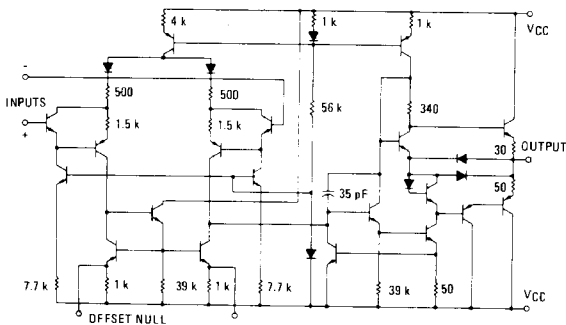 4 k
1 k
1 k
VCC
500
500
INPUTS
-
+
1.5 k
1.5 k
56 k
340
30
OUTPUT
50
35 pF
7.7 k
1 k
39 k
1 k
7.7 k
39 k
50
VCC
OFFSET NULL